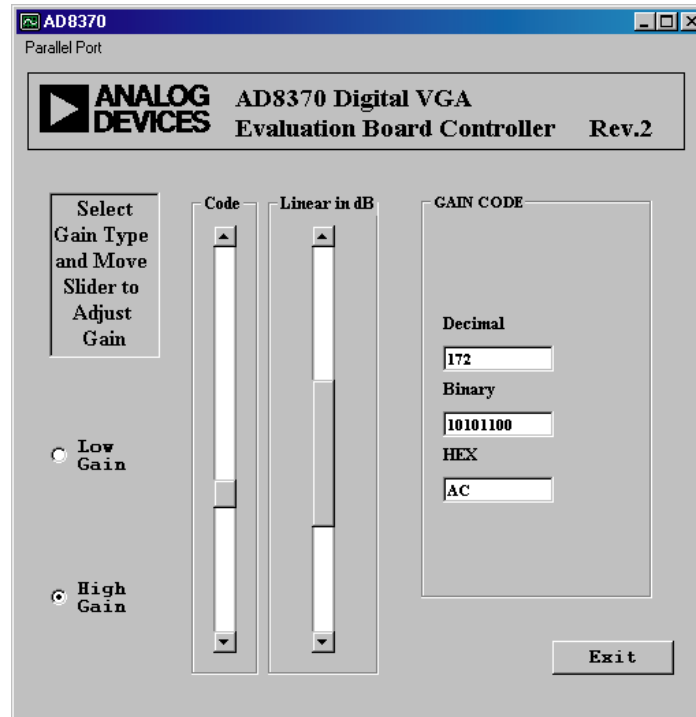 AD8370
Parallel Port
ANALOG
DEVICES
AD8370 Digital VGA
Evaluation Board Controller Rev.2
Select
Gain Type
and Move
Slider to
Adjust
Gain
Low
Gain
High
Gain
Code
Linear in dB
GAIN CODE
Decimal
172
Binary
10101100
HEX
AC
Exit